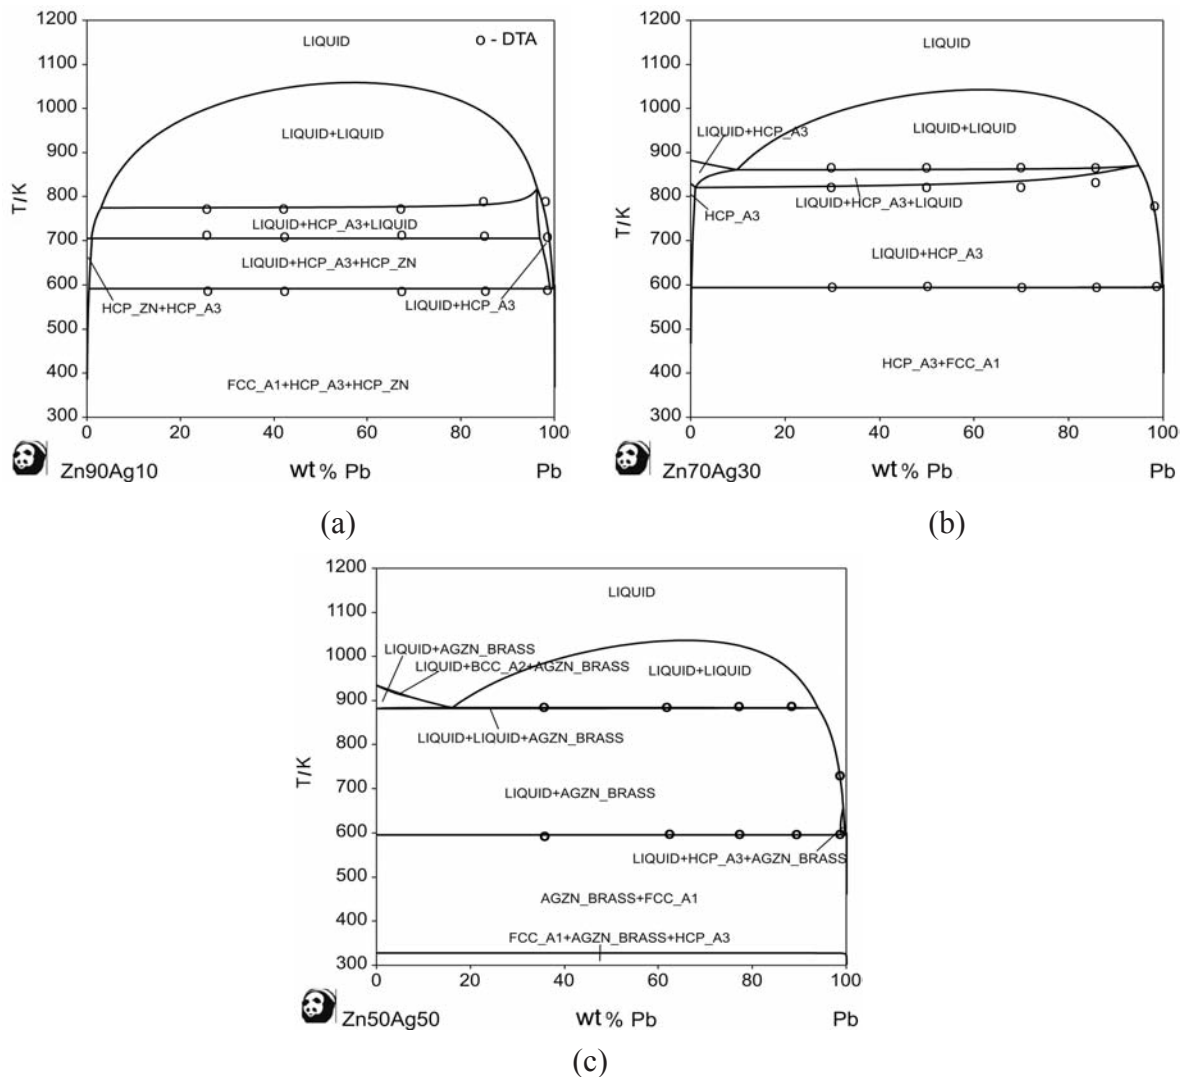 1200
LIQUID
o - DTA
1100
1000
LIQUID+LIQUID
900
T/K
800
LIQUID+HCP_A3+LIQUID
700
LIQUID+HCP_A3+HCP_ZN
600
HCP_ZN+HCP_A3
LIQUID+HCP_A3
500
400
FCC_A1+HCP_A3+HCP_ZN
300
0 20 40 60 80 100
Zn90Ag10 wt % Pb Pb
(a)
1200
LIQUID
1100
1000
LIQUID+LIQUID
LIQUID+HCP_A3
900
T/K
800
HCP_A3
LIQUID+HCP_A3+LIQUID
700
LIQUID+HCP_A3
600
500
HCP_A3+FCC_A1
400
300
0 20 40 60 80 100
Zn70Ag30 wt % Pb Pb
(b)
1200
LIQUID
1100
1000
LIQUID+AGZN_BRASS
LIQUID+BCC_A2+AGZN_BRASS
LIQUID+LIQUID
900
LIQUID+LIQUID+AGZN_BRASS
800
T/K
700
LIQUID+AGZN_BRASS
600
LIQUID+HCP_A3+AGZN_BRASS
500
AGZN_BRASS+FCC_A1
400
FCC_A1+AGZN_BRASS+HCP_A3
300
0 20 40 60 80 100
Zn50Ag50 wt % Pb Pb
(c)